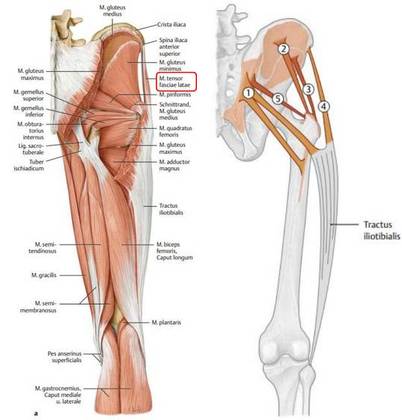 M. gluteus
medius
Crista iliaca
Spina iliaca
anterior superior
M. gluteus
minimus
M. tensor
fasciae latae
M. piriformis
Schnittrand,
M. gluteus
medius
M. quadratus
femoris
M. gluteus
maximus
M. adductor
magnus
Tractus
iliotibialis
M. biceps
femoris,
Caput longum
M. plantaris
M. gluteus
maximus
M. gemellus
superior
M. gemellus
inferior
M. obtura-
torius
internus
Lig. sacro-
tuberale
Tuber
ischiadicum
M. semi-
tendinosus
M. gracilis
M. semi-
membranosus
Pes anserinus
superficialis
M. gastrocnemius,
Caput mediale
u. laterale
a
1
2
3
4
5
Tractus
iliotibialis